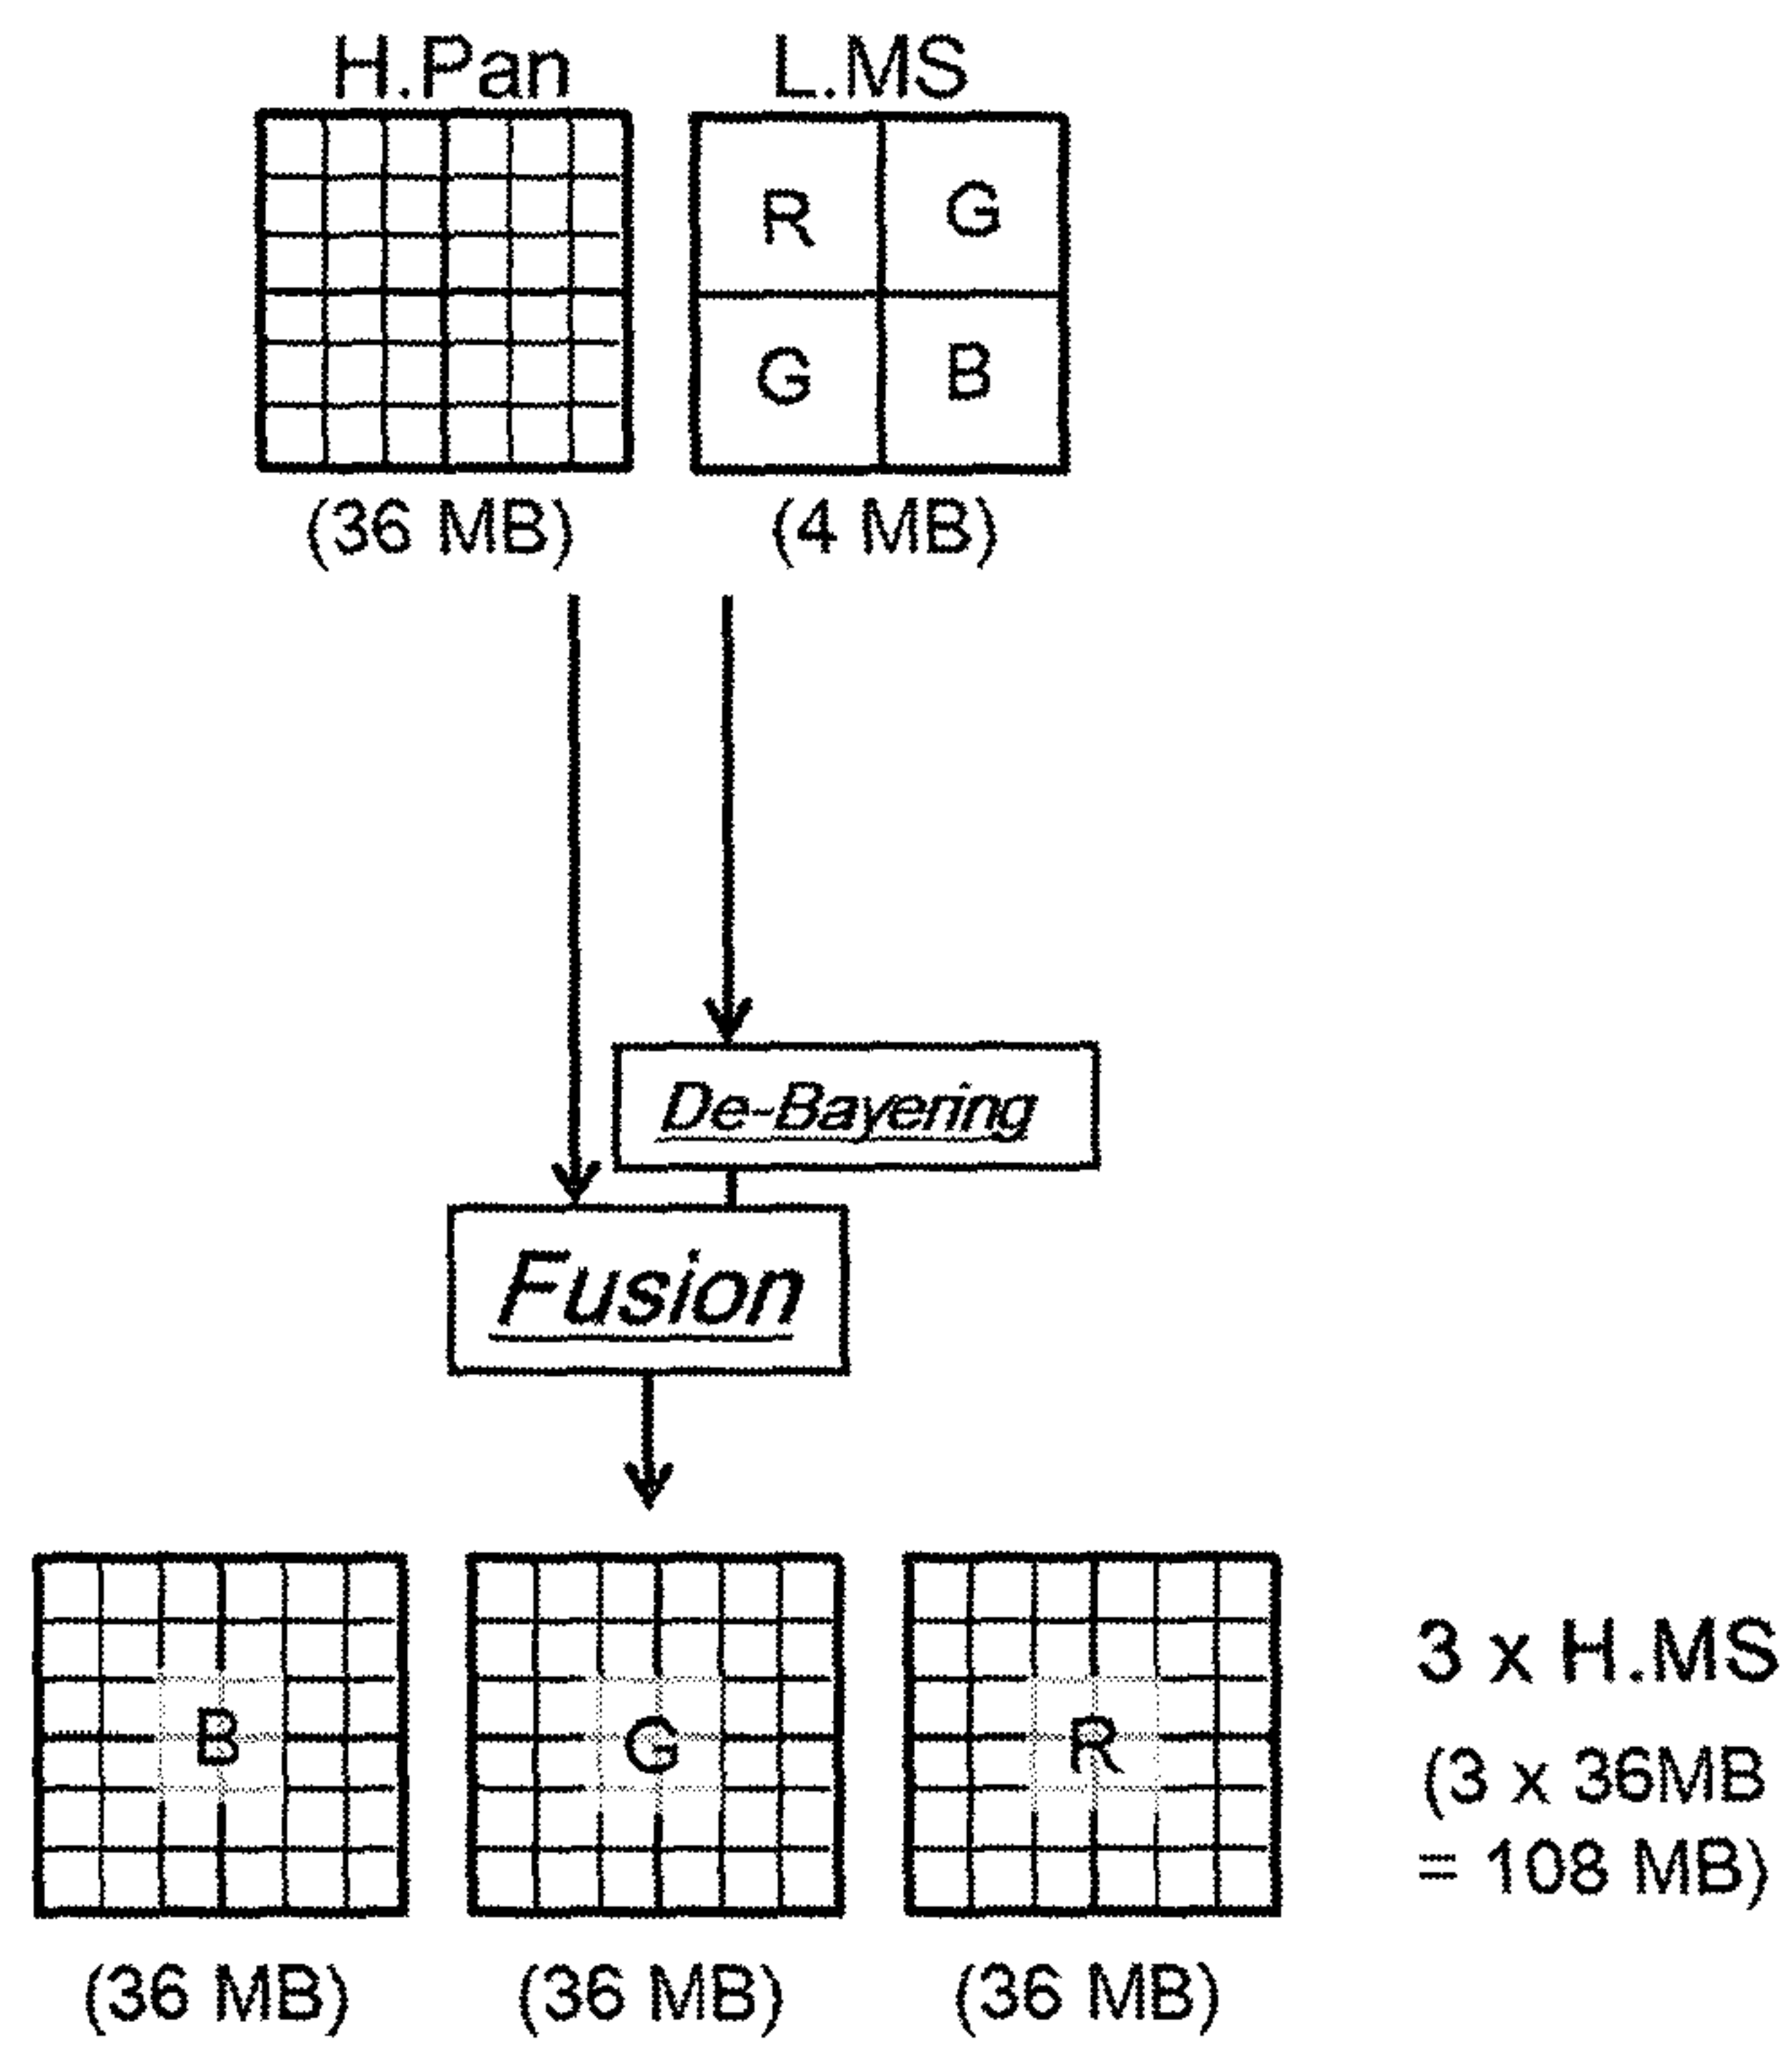 H.Pan
L.MS
R
G
G
B
(36 MB)
(4 MB)
De-Bayering
Fusion
B
G
R
3 x H.MS
(3 x 36MB
= 108 MB)
(36 MB)
(36 MB)
(36 MB)